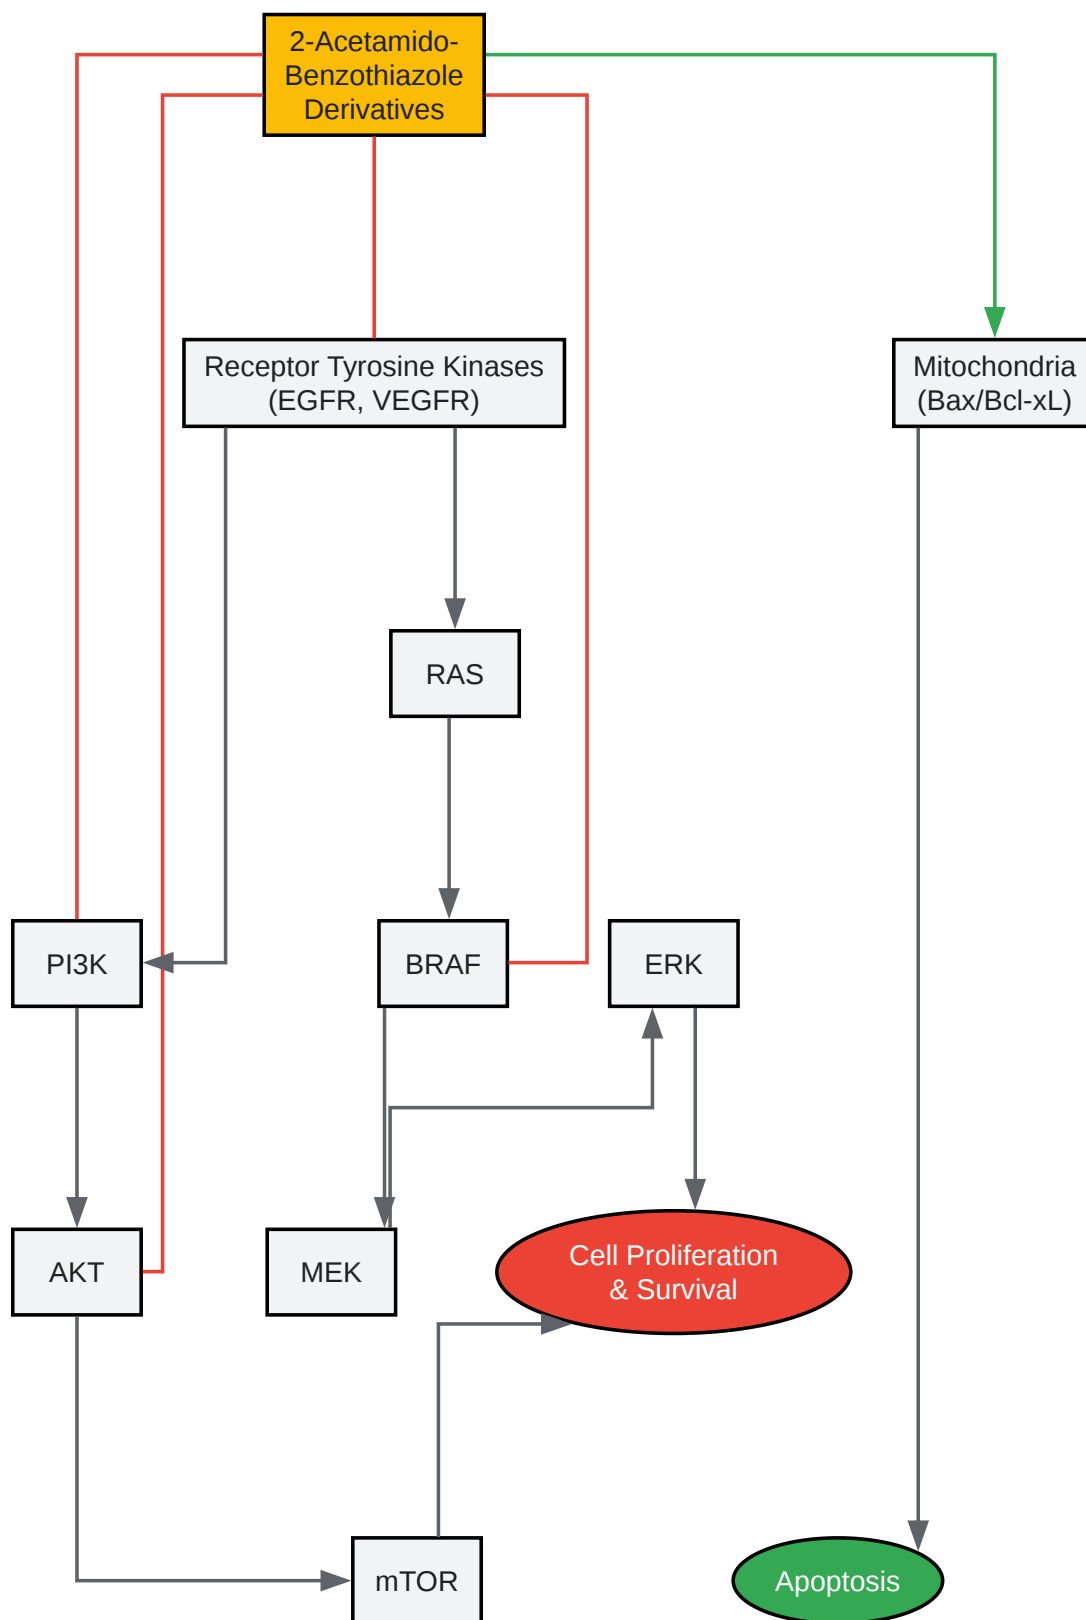 2-Acetamido-
Benzothiazole
Derivatives
Receptor Tyrosine Kinases
(EGFR, VEGFR)
Mitochondria
(Bax/Bcl-xL)
RAS
PI3K
BRAF
ERK
AKT
MEK
Cell Proliferation
& Survival
mTOR
Apoptosis